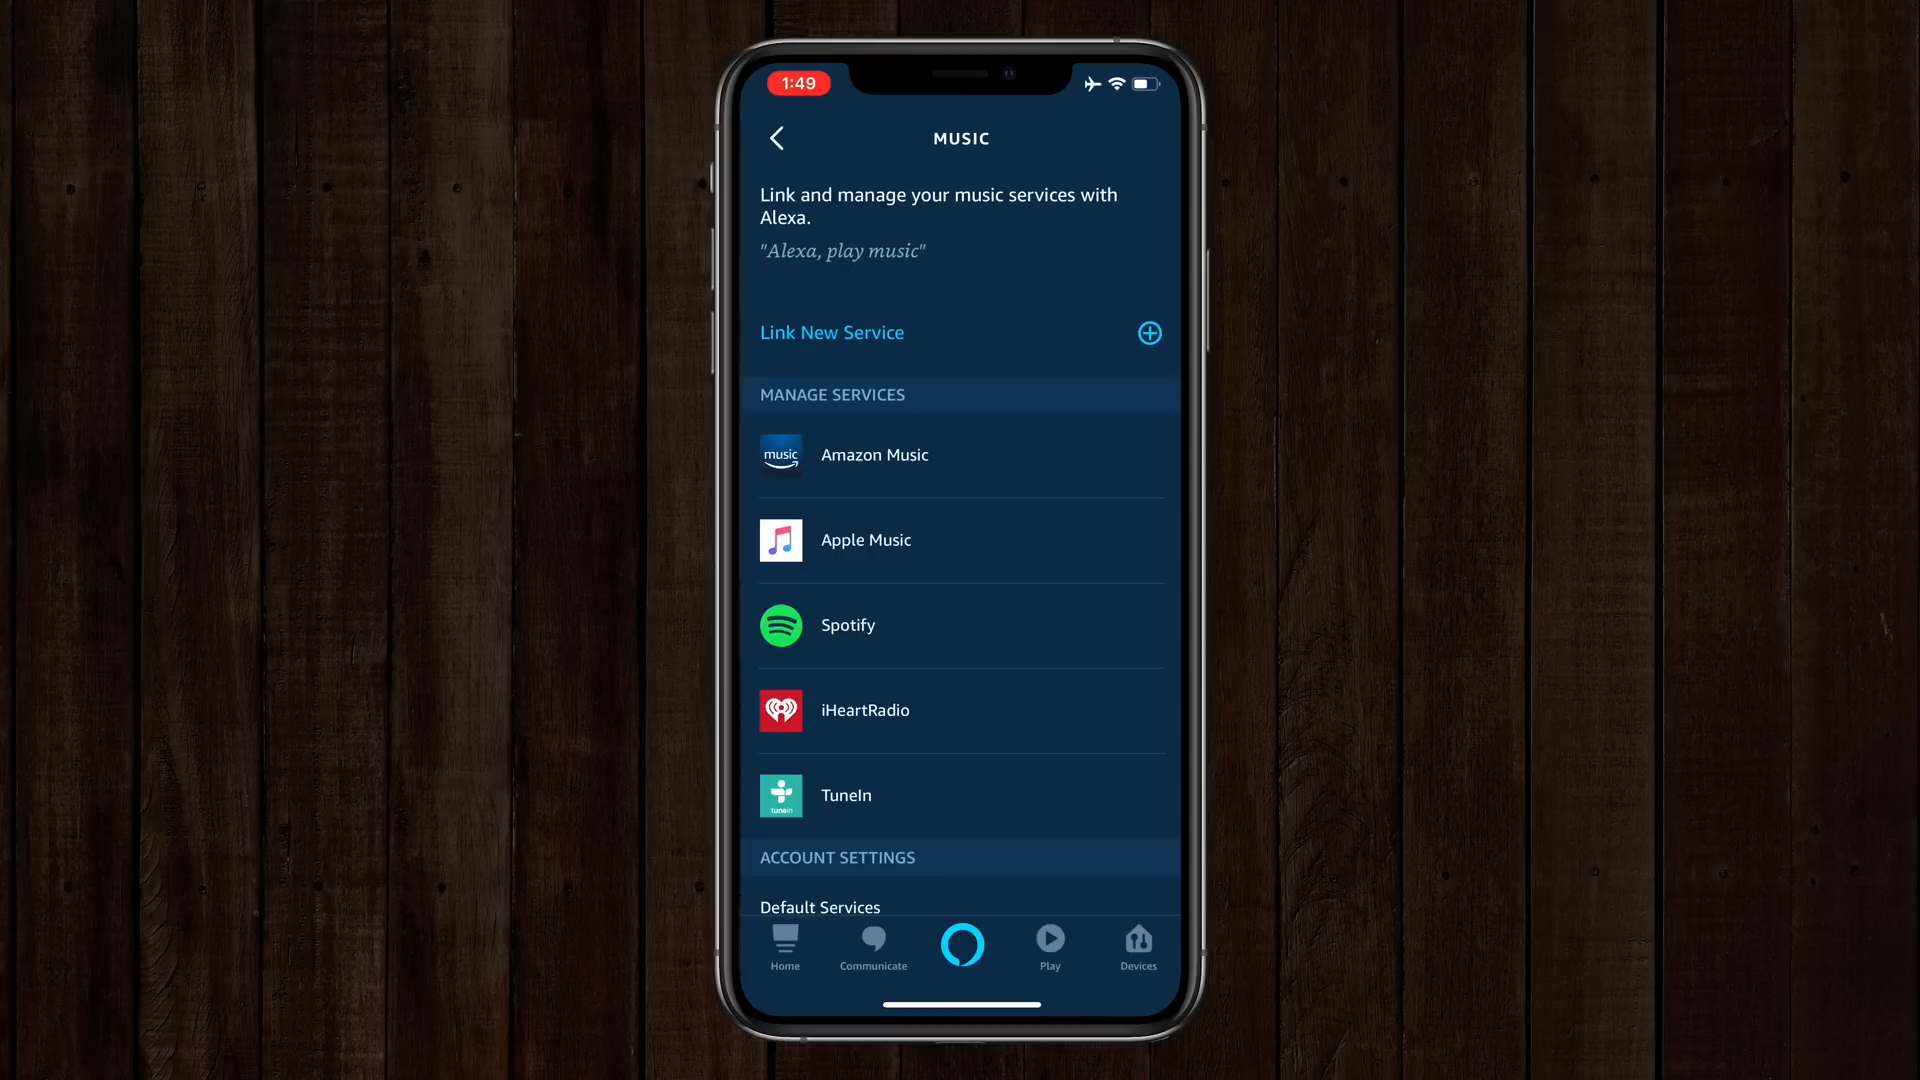 1:49
MUSIC
Link and manage your music services with
Alexa.
"Alexa, play music"
Link New Service
MANAGE SERVICES
music
Amazon Music
Apple Music
Spotify
iHeartRadio
tunein
TuneIn
ACCOUNT SETTINGS
Default Services
Home
Communicate
Play
Devices